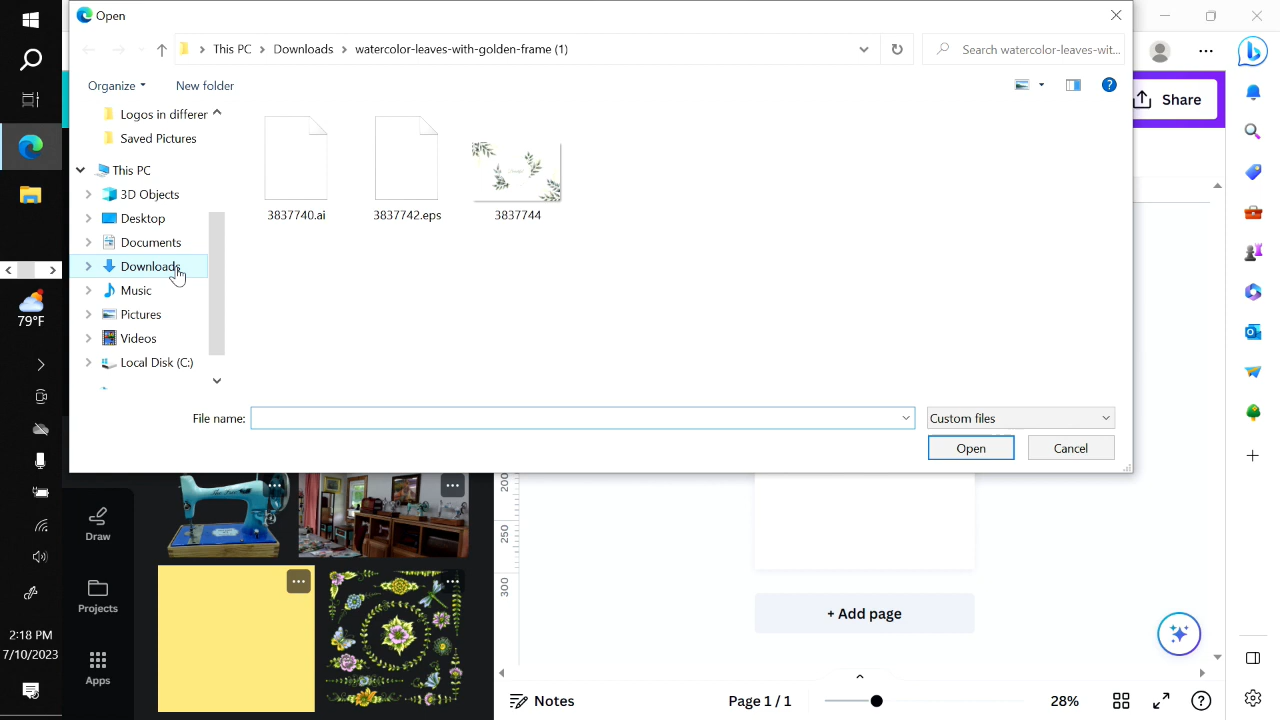 Open
This PC > Downloads > watercolor-leaves-with-golden-frame (1)
Search watercolor-leaves-wit...
Organize
New folder
Share
Logos in differer
Saved Pictures
This PC
3D Objects
Desktop
Documents
Downloads
Music
Pictures
Videos
Local Disk (C:)
3837740.ai
3837742.eps
3837744
79°F
File name:
Custom files
Open
Cancel
200
250
300
Draw
Projects
Apps
+ Add page
2:18 PM
7/10/2023
Notes
Page 1 / 1
28%